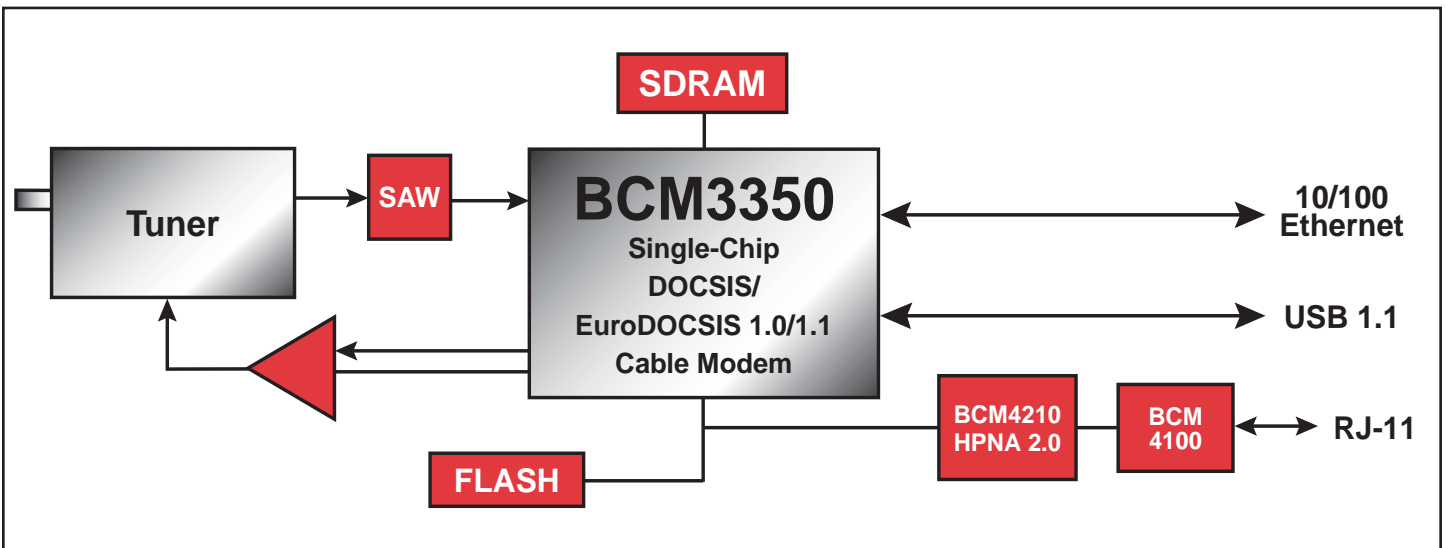 SDRAM
Tuner
SAW
BCM3350
Single-Chip
DOCSIS/
EuroDOCSIS 1.0/1.1
Cable Modem
10/100
Ethernet
USB 1.1
BCM4210
HPNA 2.0
BCM
4100
RJ-11
FLASH